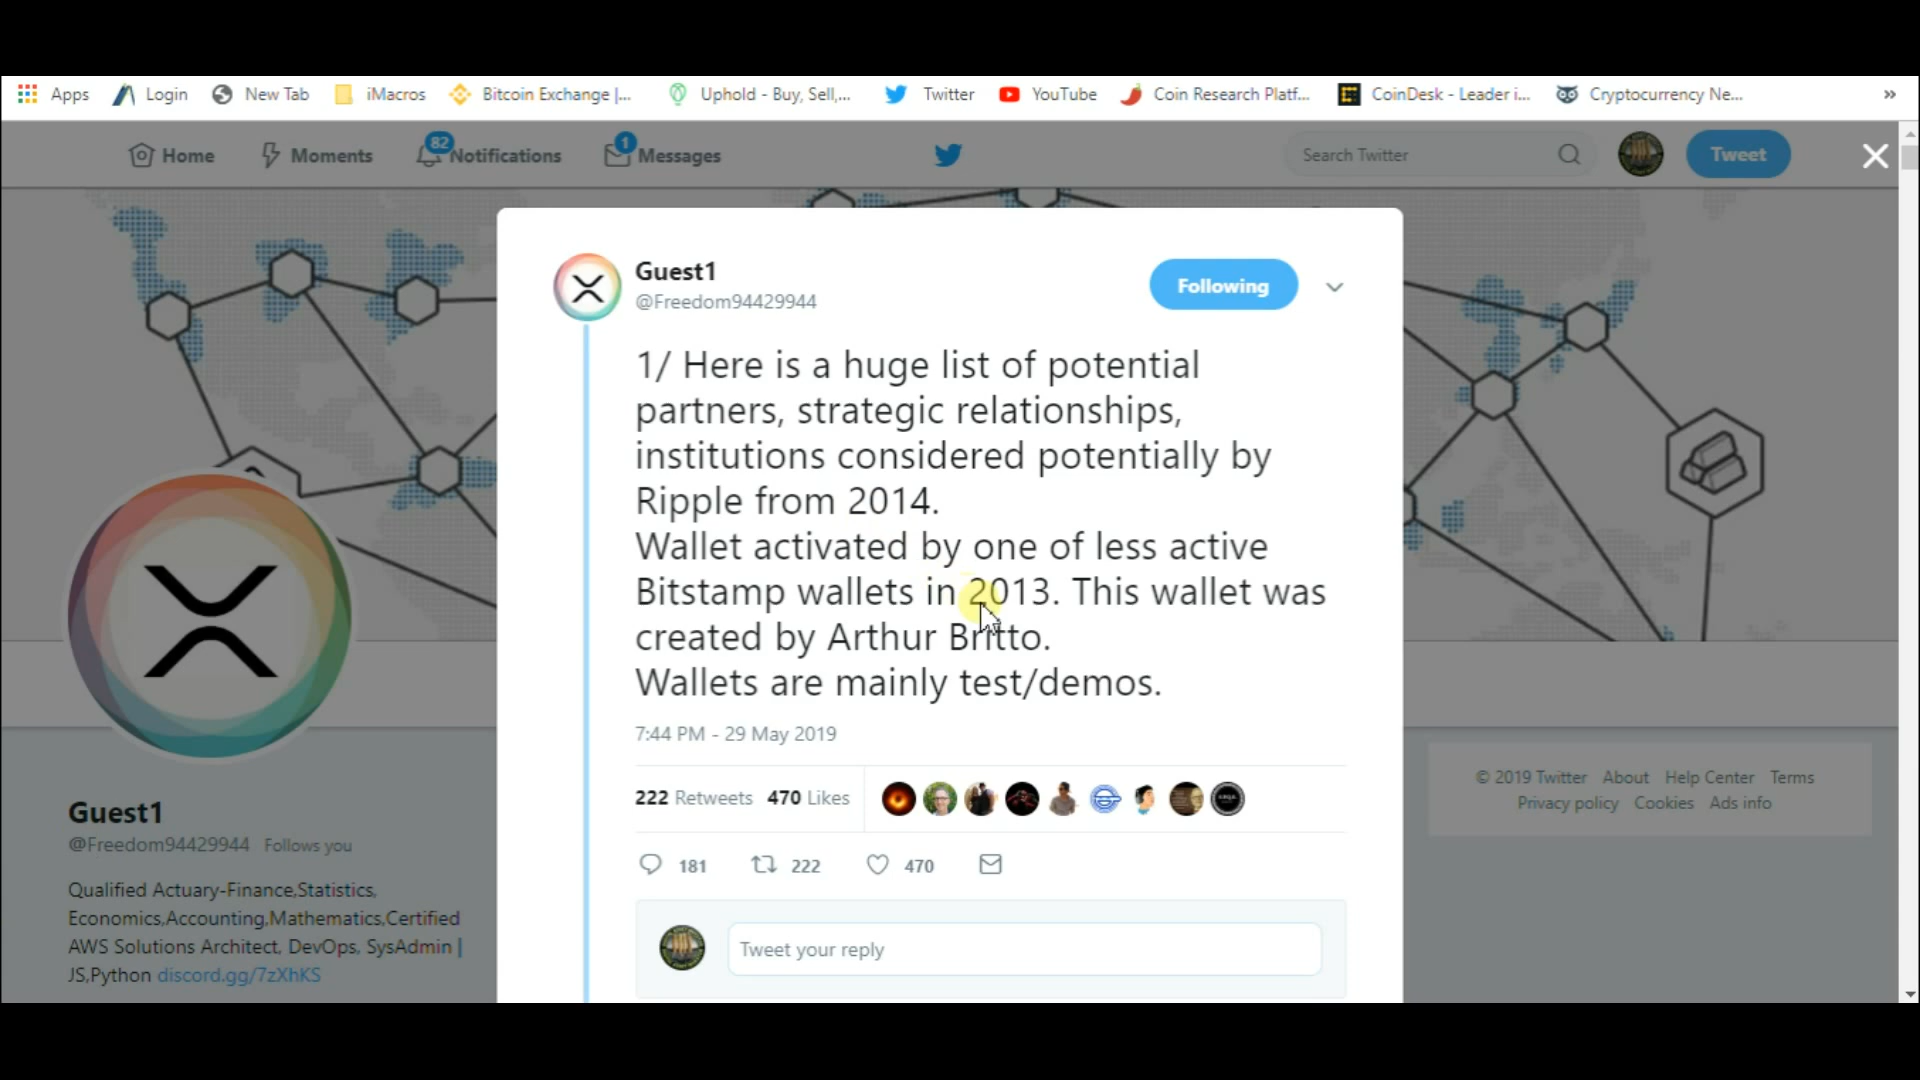 Apps Login New Tab iMacros Bitcoin Exchange |... Uphold - Buy, Sell,... Twitter YouTube Coin Research Platf... CoinDesk - Leader i... Cryptocurrency Ne... »
Home Moments 82 Notifications 1 Messages Search Twitter Tweet
Guest1
@Freedom94429944
Following
1/ Here is a huge list of potential
partners, strategic relationships,
institutions considered potentially by
Ripple from 2014.
Wallet activated by one of less active
Bitstamp wallets in 2013. This wallet was
created by Arthur Britto.
Wallets are mainly test/demos.
7:44 PM - 29 May 2019
222 Retweets 470 Likes
181 222 470
Tweet your reply
Guest1
@Freedom94429944 Follows you
Qualified Actuary-Finance,Statistics,
Economics,Accounting,Mathematics,Certified
AWS Solutions Architect, DevOps, SysAdmin |
JS,Python discord.gg/7zXhKS
© 2019 Twitter About Help Center Terms
Privacy policy Cookies Ads info